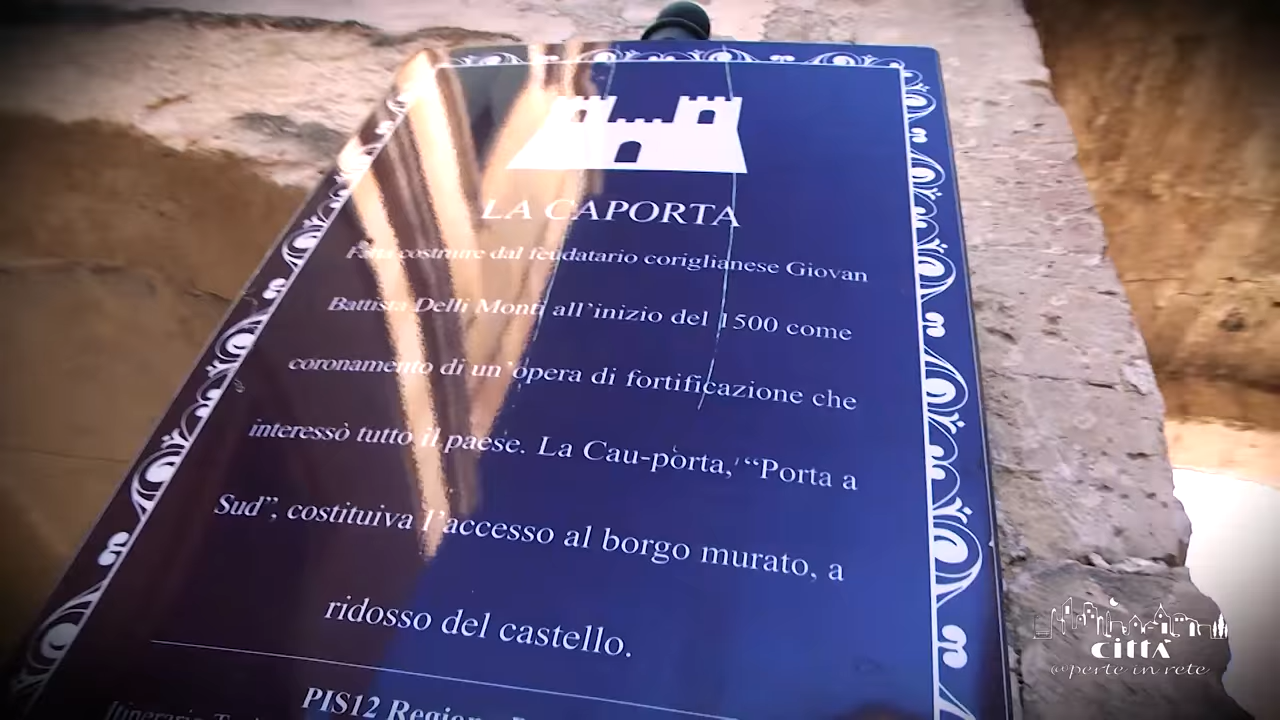 LA CAPORTA
Fatta costruire dal feudatario coriglianese Giovan
Battista Delli Monti all'inizio del 1500 come
coronamento di un'opera di fortificazione che
interessò tutto il paese. La Cau-porta, “Porta a
Sud”, costituiva l'accesso al borgo murato, a
ridosso del castello.
PIS12
Itinerario
città
@perte in rete